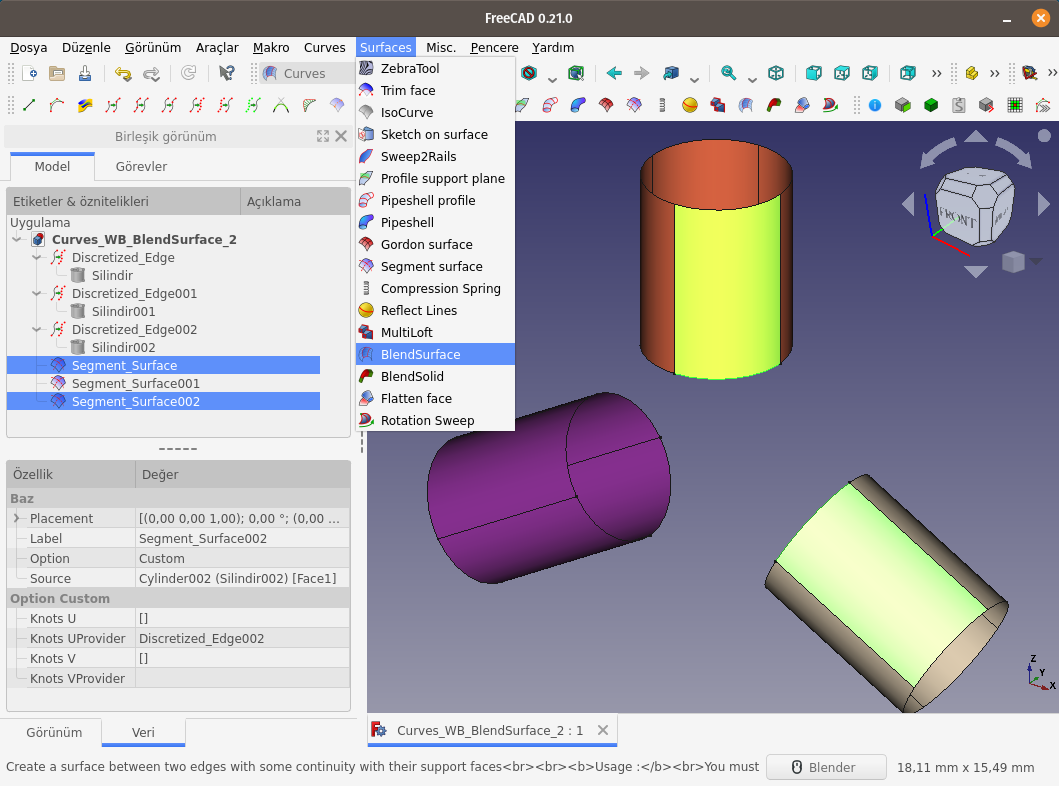 FreeCAD 0.21.0
Dosya Düzenle Görünüm Araçlar Makro Curves Surfaces Misc. Pencere Yardım
Curves
ZebraTool
Trim face
IsoCurve
Sketch on surface
Sweep2Rails
Profile support plane
Pipeshell profile
Pipeshell
Gordon surface
Segment surface
Compression Spring
Reflect Lines
MultiLoft
BlendSurface
BlendSolid
Flatten face
Rotation Sweep
Birleşik görünüm
Model Görevler
Etiketler & öznitelikleri Açıklama
Uygulama
Curves_WB_BlendSurface_2
Discretized_Edge
Silindir
Discretized_Edge001
Silindir001
Discretized_Edge002
Silindir002
Segment_Surface
Segment_Surface001
Segment_Surface002
Özellik Değer
Baz
Placement [(0,00 0,00 1,00); 0,00 °; (0,00 ...
Label Segment_Surface002
Option Custom
Source Cylinder002 (Silindir002) [Face1]
Option Custom
Knots U []
Knots UProvider Discretized_Edge002
Knots V []
Knots VProvider
Görünüm Veri
FRONT
Z
Y
X
Curves_WB_BlendSurface_2 : 1
Create a surface between two edges with some continuity with their support faces<br><br><b>Usage :</b><br>You must
Blender
18,11 mm x 15,49 mm